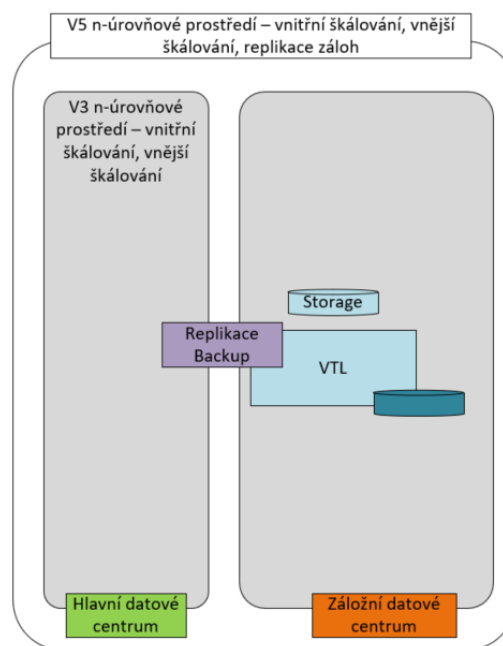 V5 n-úrovňové prostředí – vnitřní škálování, vnější
škálování, replikace záloh
V3 n-úrovňové
prostředí – vnitřní
škálování, vnější
škálování
Storage
Replikace
Backup
VTL
Hlavní datové
centrum
Záložní datové
centrum